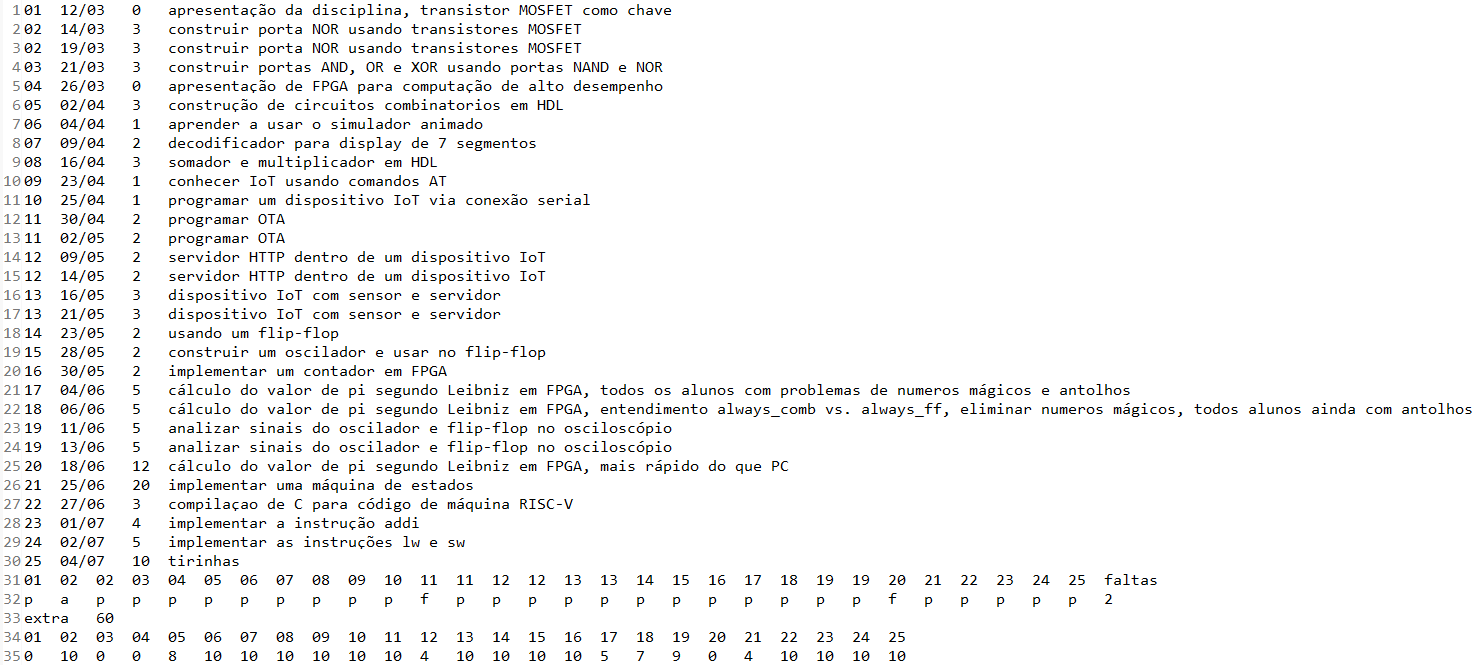 1 01 12/03 0 apresentação da disciplina, transistor MOSFET como chave
2 02 14/03 3 construir porta NOR usando transistores MOSFET
3 02 19/03 3 construir porta NOR usando transistores MOSFET
4 03 21/03 3 construir portas AND, OR e XOR usando portas NAND e NOR
5 04 26/03 0 apresentação de FPGA para computação de alto desempenho
6 05 02/04 3 construção de circuitos combinatorios em HDL
7 06 04/04 1 aprender a usar o simulador animado
8 07 09/04 2 decodificador para display de 7 segmentos
9 08 16/04 3 somador e multiplicador em HDL
10 09 23/04 1 conhecer IoT usando comandos AT
11 10 25/04 1 programar um dispositivo IoT via conexão serial
12 11 30/04 2 programar OTA
13 11 02/05 2 programar OTA
14 12 09/05 2 servidor HTTP dentro de um dispositivo IoT
15 12 14/05 2 servidor HTTP dentro de um dispositivo IoT
16 13 16/05 3 dispositivo IoT com sensor e servidor
17 13 21/05 3 dispositivo IoT com sensor e servidor
18 14 23/05 2 usando um flip-flop
19 15 28/05 2 construir um oscilador e usar no flip-flop
20 16 30/05 2 implementar um contador em FPGA
21 17 04/06 5 cálculo do valor de pi segundo Leibniz em FPGA, todos os alunos com problemas de numeros mágicos e antolhos
22 18 06/06 5 cálculo do valor de pi segundo Leibniz em FPGA, entendimento always_comb vs. always_ff, eliminar numeros mágicos, todos alunos ainda com antolhos
23 19 11/06 5 analizar sinais do oscilador e flip-flop no osciloscópio
24 19 13/06 5 analizar sinais do oscilador e flip-flop no osciloscópio
25 20 18/06 12 cálculo do valor de pi segundo Leibniz em FPGA, mais rápido do que PC
26 21 25/06 20 implementar uma máquina de estados
27 22 27/06 3 compilaçao de C para código de máquina RISC-V
28 23 01/07 4 implementar a instrução addi
29 24 02/07 5 implementar as instruções lw e sw
30 25 04/07 10 tirinhas
31 01 02 02 03 04 05 06 07 08 09 10 11 11 12 12 13 13 14 15 16 17 18 19 19 20 21 22 23 24 25 faltas
32 p a p p p p p p p p p f p p p p p p p p p p p p f p p p p p 2
33 extra 60
34 01 02 03 04 05 06 07 08 09 10 11 12 13 14 15 16 17 18 19 20 21 22 23 24 25
35 0 10 0 0 8 10 10 10 10 10 10 4 10 10 10 10 5 7 9 0 4 10 10 10 10